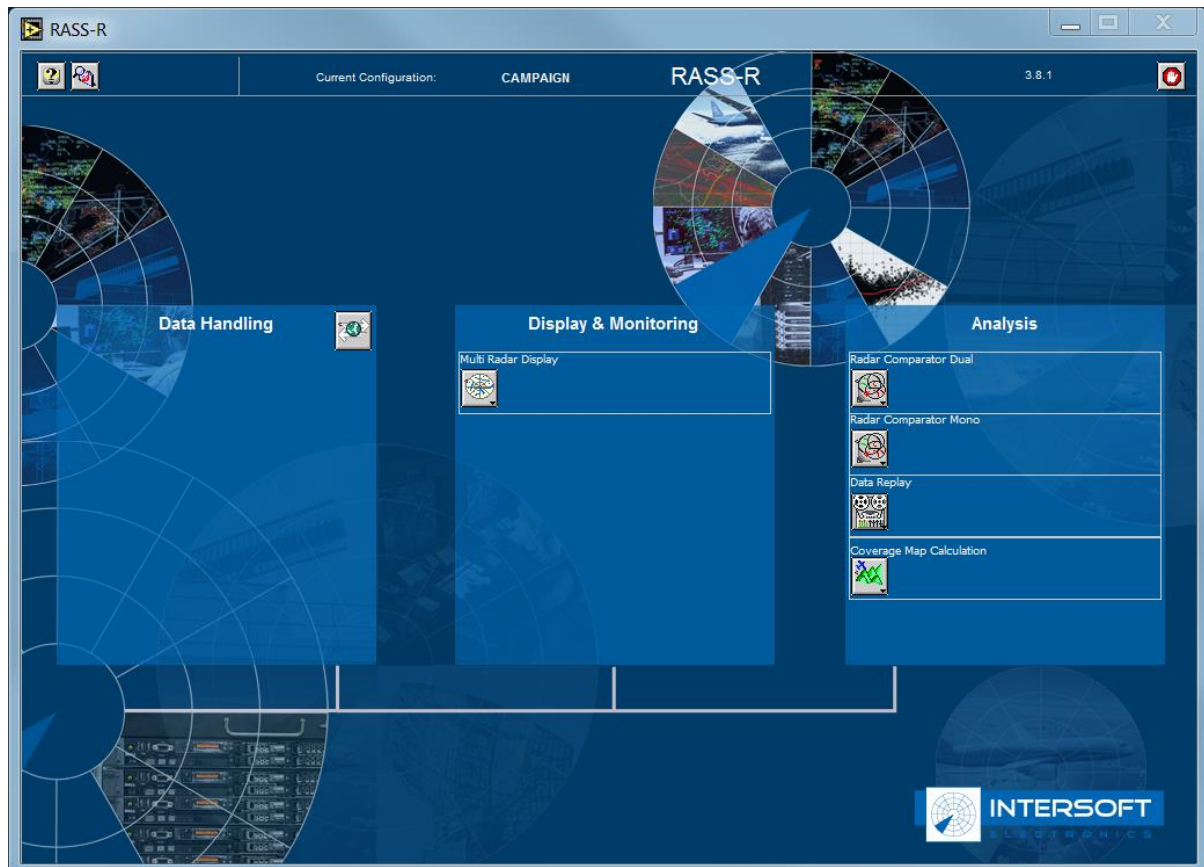 RASS-R
Current Configuration:
CAMPAIGN
RASS-R
3.8.1
Data Handling
Display & Monitoring
Analysis
Multi Radar Display
Radar Comparator Dual
Radar Comparator Mono
Data Replay
Coverage Map Calculation
INTERSOFT
ELECTRONICS